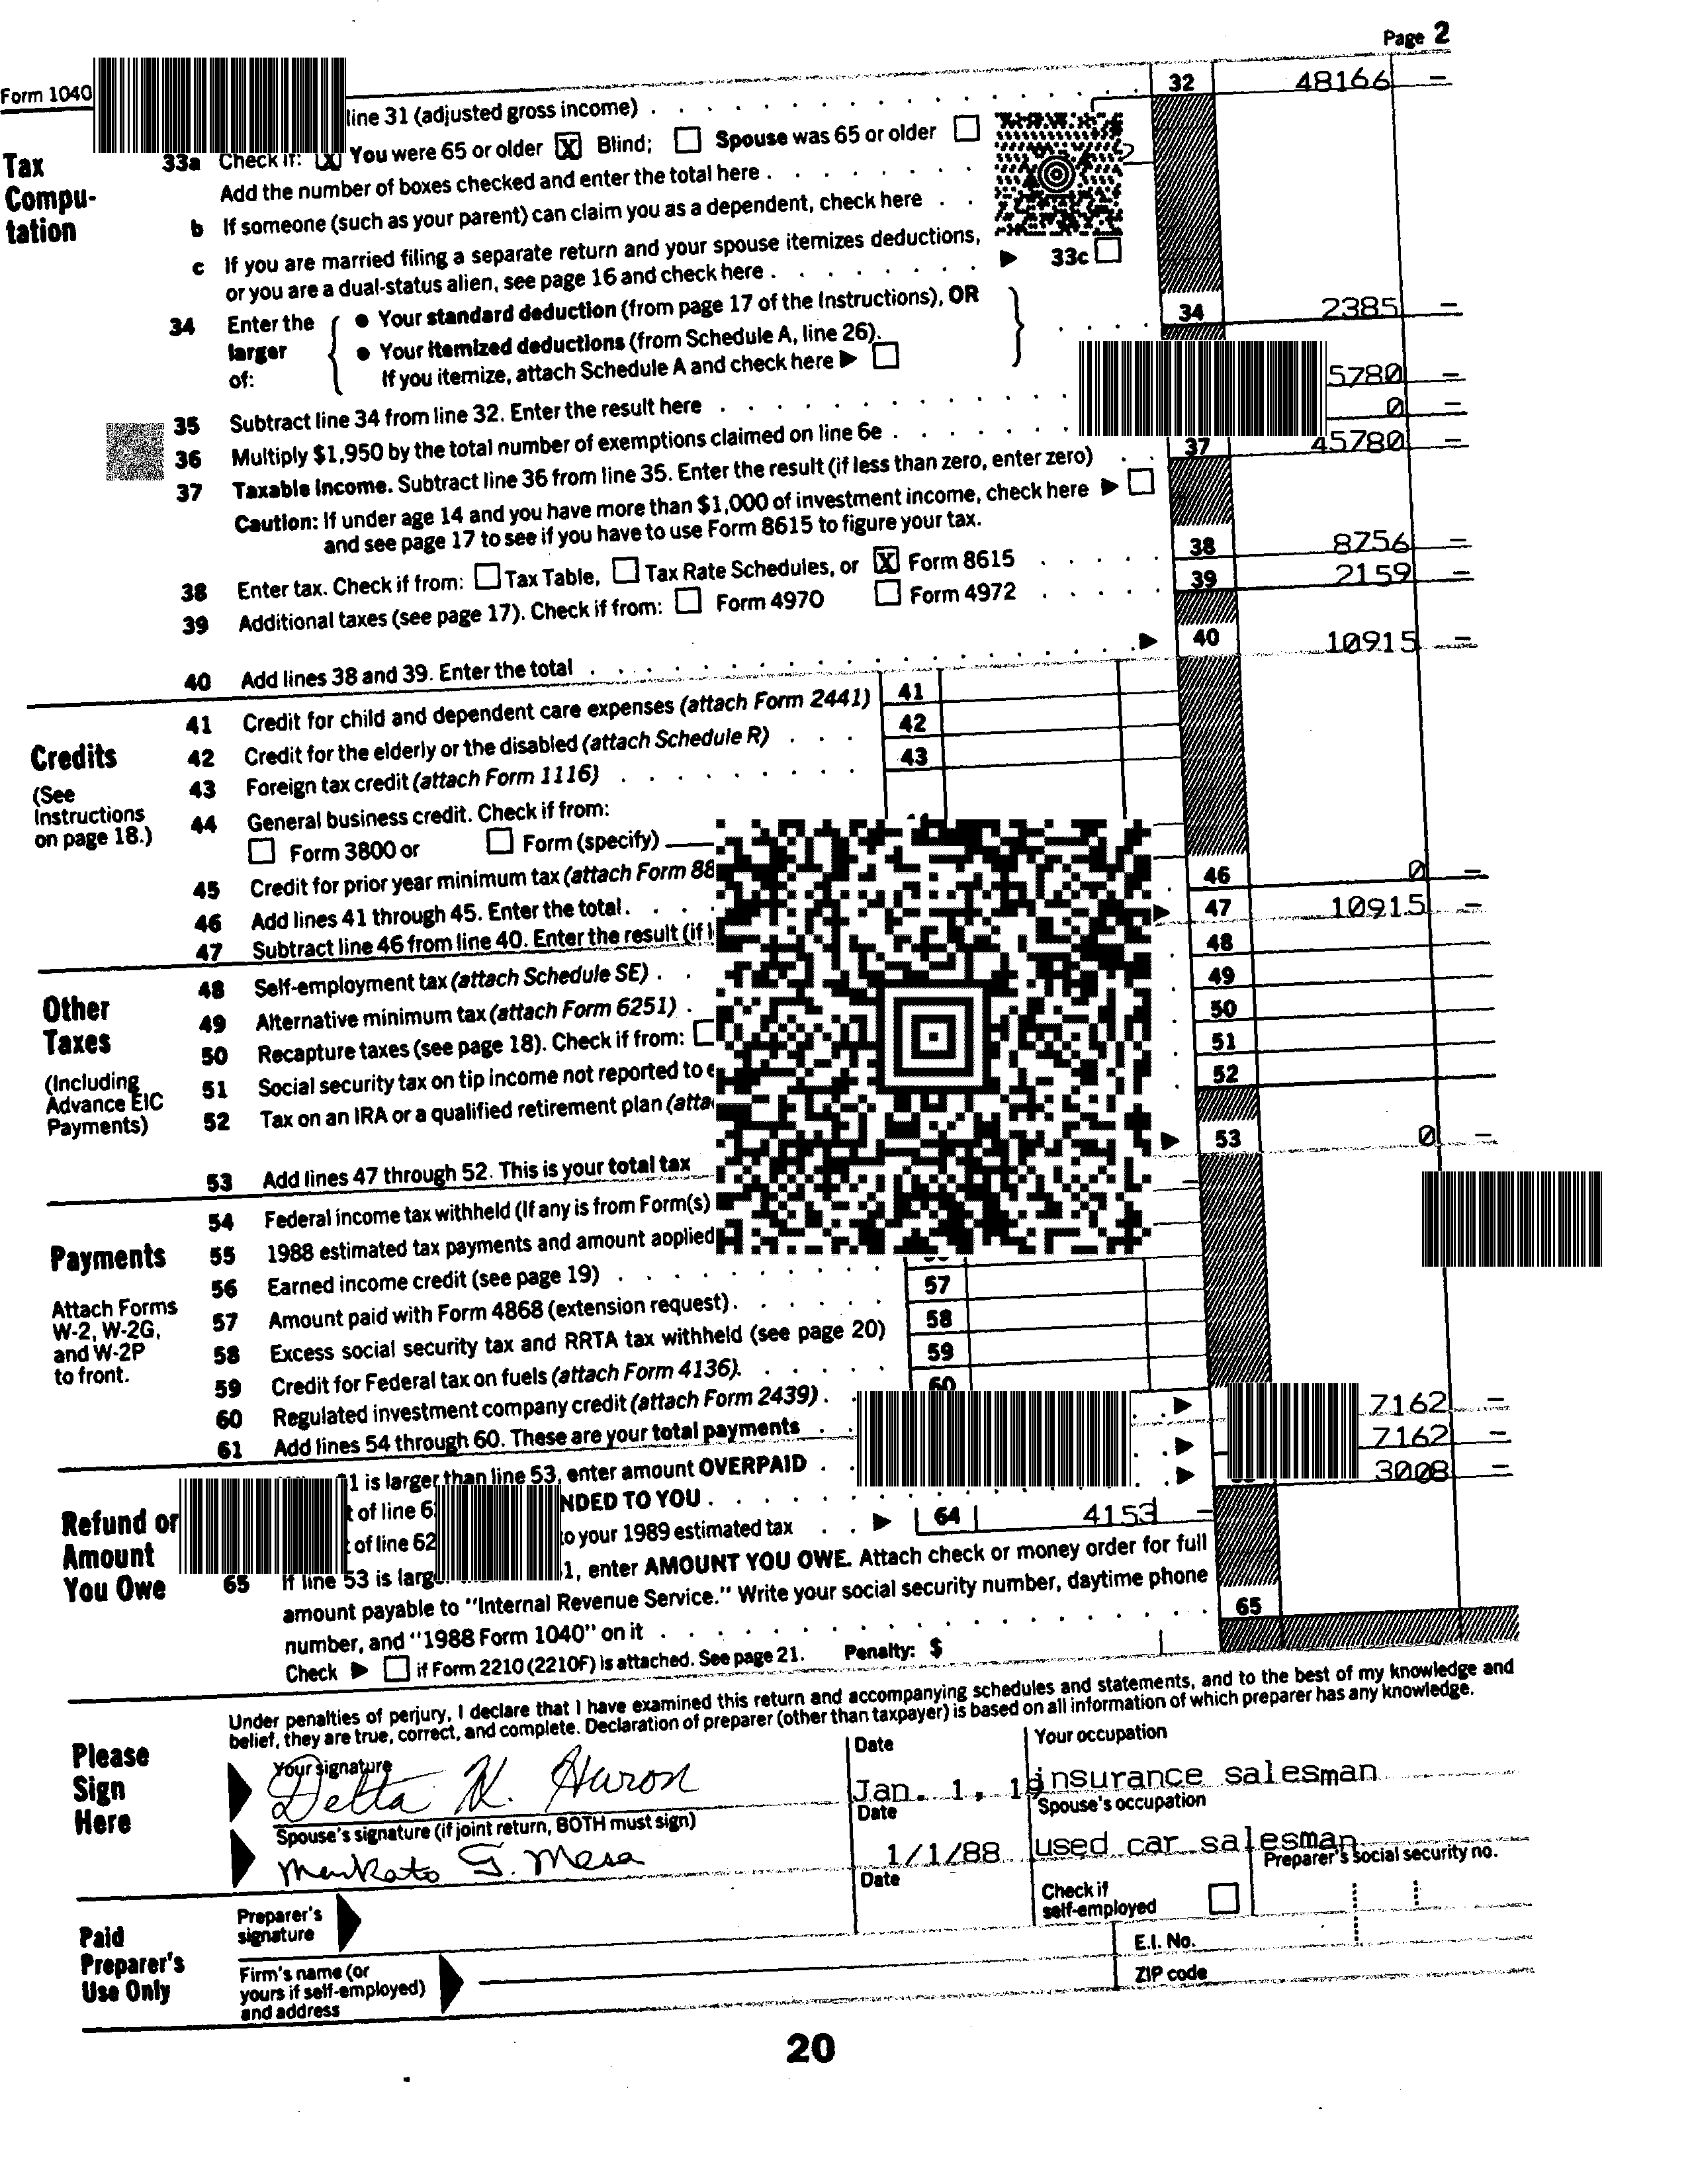 Page 2
Form 1040
line 31 (adjusted gross income) . . . . . 32 48166 –
Tax Computation
33a Check if: [X] You were 65 or older [X] Blind; [ ] Spouse was 65 or older [ ]
Add the number of boxes checked and enter the total here . . . . .
b If someone (such as your parent) can claim you as a dependent, check here . .
c If you are married filing a separate return and your spouse itemizes deductions,
or you are a dual-status alien, see page 16 and check here . . . . . ▶ 33c [ ]
34 Enter the larger of: { ● Your standard deduction (from page 17 of the Instructions), OR
● Your itemized deductions (from Schedule A, line 26).
If you itemize, attach Schedule A and check here ▶ [ ] } . . . . 34 2385 –
35 Subtract line 34 from line 32. Enter the result here . . . . . 5780 –
36 Multiply $1,950 by the total number of exemptions claimed on line 6e . . . . . 0 –
37 Taxable income. Subtract line 36 from line 35. Enter the result (if less than zero, enter zero) . . 37 45780 –
Caution: If under age 14 and you have more than $1,000 of investment income, check here ▶ [ ]
and see page 17 to see if you have to use Form 8615 to figure your tax.
38 Enter tax. Check if from: [ ] Tax Table, [ ] Tax Rate Schedules, or [X] Form 8615 . . . . 38 8756 –
39 Additional taxes (see page 17). Check if from: [ ] Form 4970 [ ] Form 4972 . . . . . 39 2159 –
40 Add lines 38 and 39. Enter the total . . . . . ▶ 40 10915 –
Credits
(See Instructions on page 18.)
41 Credit for child and dependent care expenses (attach Form 2441) 41
42 Credit for the elderly or the disabled (attach Schedule R) . . . 42
43 Foreign tax credit (attach Form 1116) . . . . . 43
44 General business credit. Check if from:
[ ] Form 3800 or [ ] Form (specify)
45 Credit for prior year minimum tax (attach Form 88
46 Add lines 41 through 45. Enter the total . . . 46 0 –
47 Subtract line 46 from line 40. Enter the result (if ▶ 47 10915 –
Other Taxes
(Including Advance EIC Payments)
48 Self-employment tax (attach Schedule SE) . . 48
49 Alternative minimum tax (attach Form 6251) . 49
50 Recapture taxes (see page 18). Check if from: [ ] 50
51 Social security tax on tip income not reported to 51
52 Tax on an IRA or a qualified retirement plan 52
53 Add lines 47 through 52. This is your total tax ▶ 53 0 –
Payments
Attach Forms W-2, W-2G, and W-2P to front.
54 Federal income tax withheld (If any is from Form(s)
55 1988 estimated tax payments and amount applied
56 Earned income credit (see page 19) . . . . .
57 Amount paid with Form 4868 (extension request) . . . . . 57
58 Excess social security tax and RRTA tax withheld (see page 20) 58
59 Credit for Federal tax on fuels (attach Form 4136). . . . . 59
60 Regulated investment company credit (attach Form 2439) . 60
61 Add lines 54 through 60. These are your total payments . . ▶ 7162 –
Refund or Amount You Owe
1 is larger than line 53, enter amount OVERPAID . . ▶ 7162 –
of line 6 NDED TO YOU . . . . . ▶ 3008 –
of line 62 to your 1989 estimated tax . . ▶ 64 4153 –
65 If line 53 is 1, enter AMOUNT YOU OWE. Attach check or money order for full
amount payable to "Internal Revenue Service." Write your social security number, daytime phone
number, and "1988 Form 1040" on it . . . . . 65
Check ▶ [ ] if Form 2210 (2210F) is attached. See page 21. Penalty: $
Under penalties of perjury, I declare that I have examined this return and accompanying schedules and statements, and to the best of my knowledge and
belief, they are true, correct, and complete. Declaration of preparer (other than taxpayer) is based on all information of which preparer has any knowledge.
Please Sign Here
Your signature Date Your occupation
Delta N. Huron Jan. 1, 19 insurance salesman
Spouse's signature (if joint return, BOTH must sign) Date Spouse's occupation
Mankato G. Mesa 1/1/88 used car salesman
Paid Preparer's Use Only
Preparer's signature Date Check if self-employed [ ] Preparer's social security no.
Firm's name (or yours if self-employed) and address E.I. No.
ZIP code
20